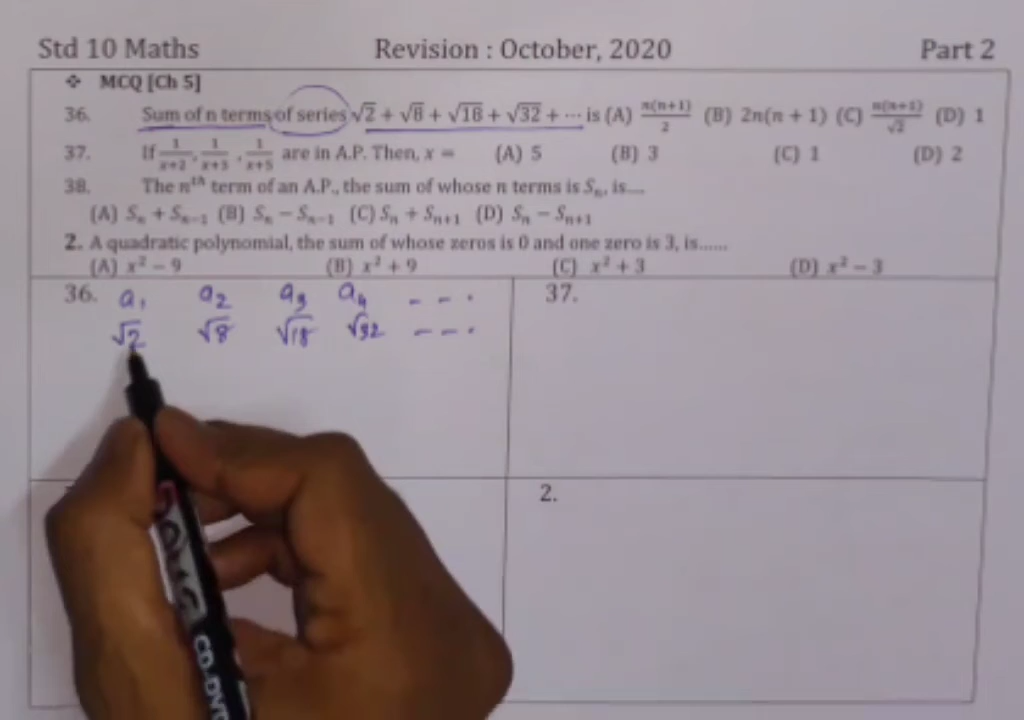 Std 10 Maths Revision : October, 2020 Part 2
❖ MCQ [Ch 5]
36. Sum of n terms of series √2 + √8 + √18 + √32 + ⋯ is (A) n(n+1)/2 (B) 2n(n + 1) (C) n(n+1)/√2 (D) 1
37. If 1/x+2, 1/x+3, 1/x+5 are in A.P. Then, x = (A) 5 (B) 3 (C) 1 (D) 2
38. The nᵗʰ term of an A.P., the sum of whose n terms is Sₙ, is....
(A) Sₙ + Sₙ₋₁ (B) Sₙ − Sₙ₋₁ (C) Sₙ + Sₙ₊₁ (D) Sₙ − Sₙ₊₁
2. A quadratic polynomial, the sum of whose zeros is 0 and one zero is 3, is......
(A) x² − 9 (B) x² + 9 (C) x² + 3 (D) x² − 3
36. a₁ a₂ a₃ a₄ - - .
√2 √8 √18 √32 - - .
37.
2.
CD-DV